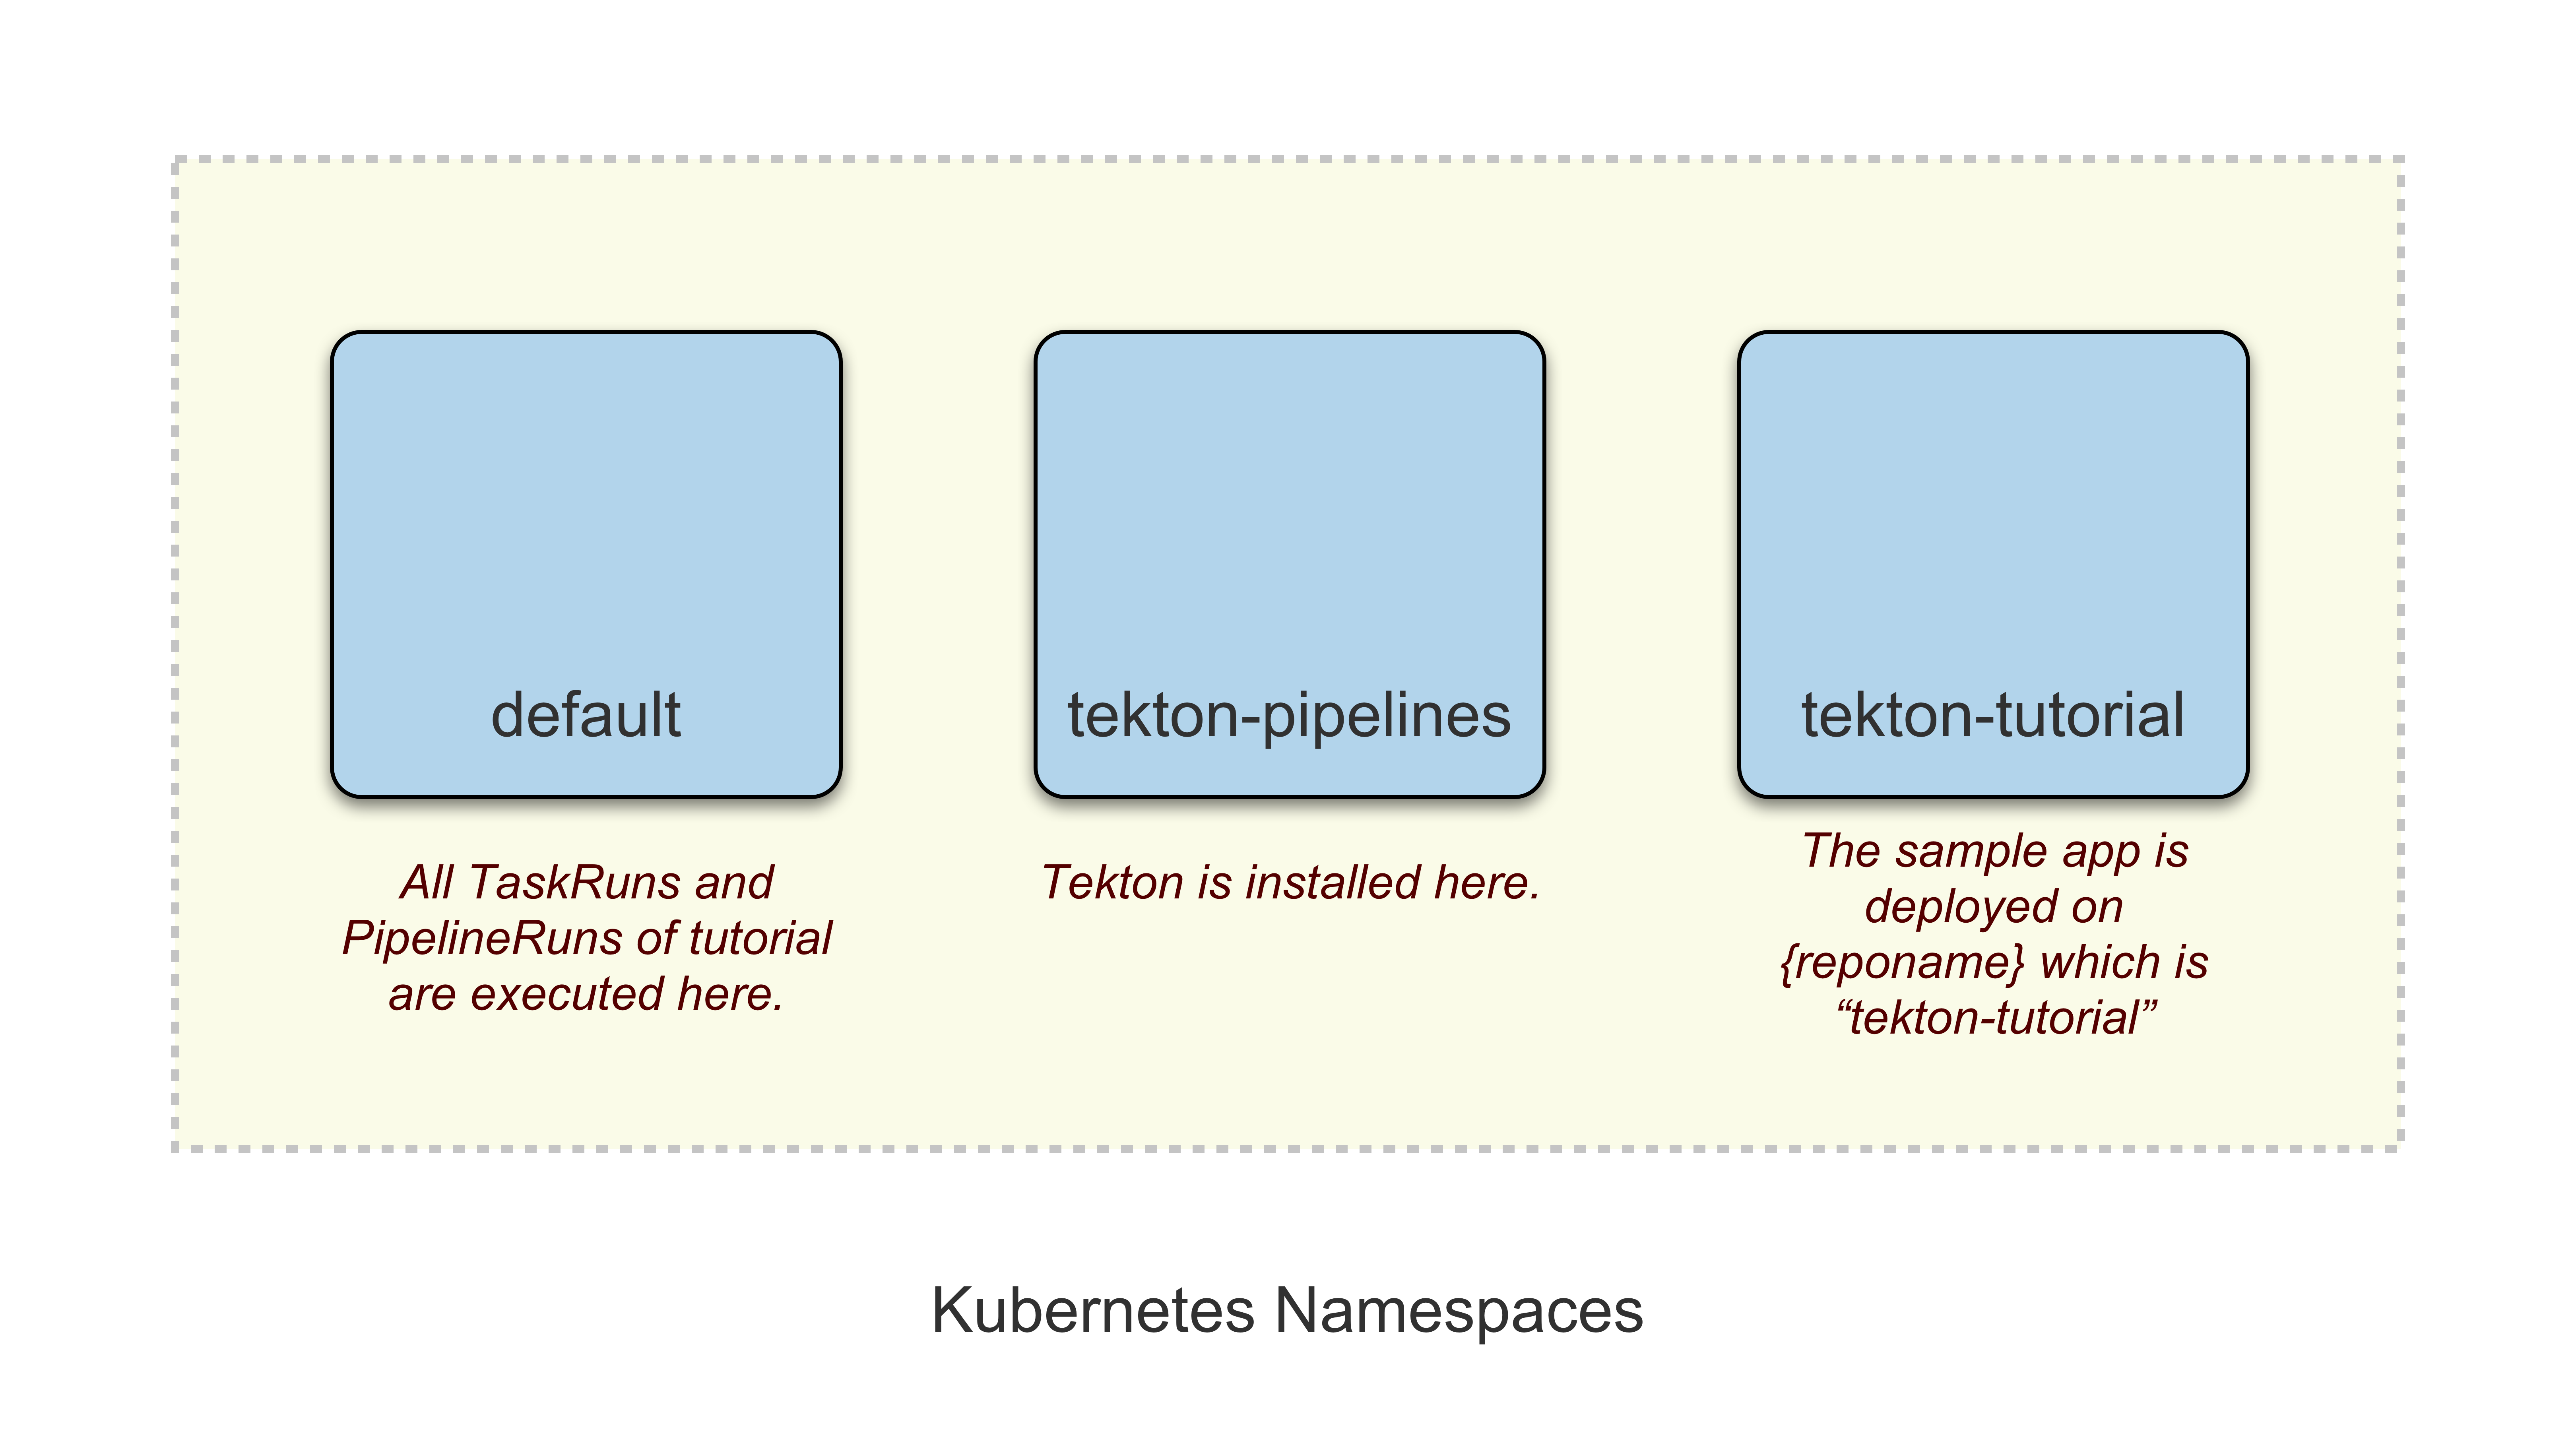 default
All TaskRuns and
PipelineRuns of tutorial
are executed here.
tekton-pipelines
Tekton is installed here.
tekton-tutorial
The sample app is
deployed on
{reponame} which is
“tekton-tutorial”
Kubernetes Namespaces